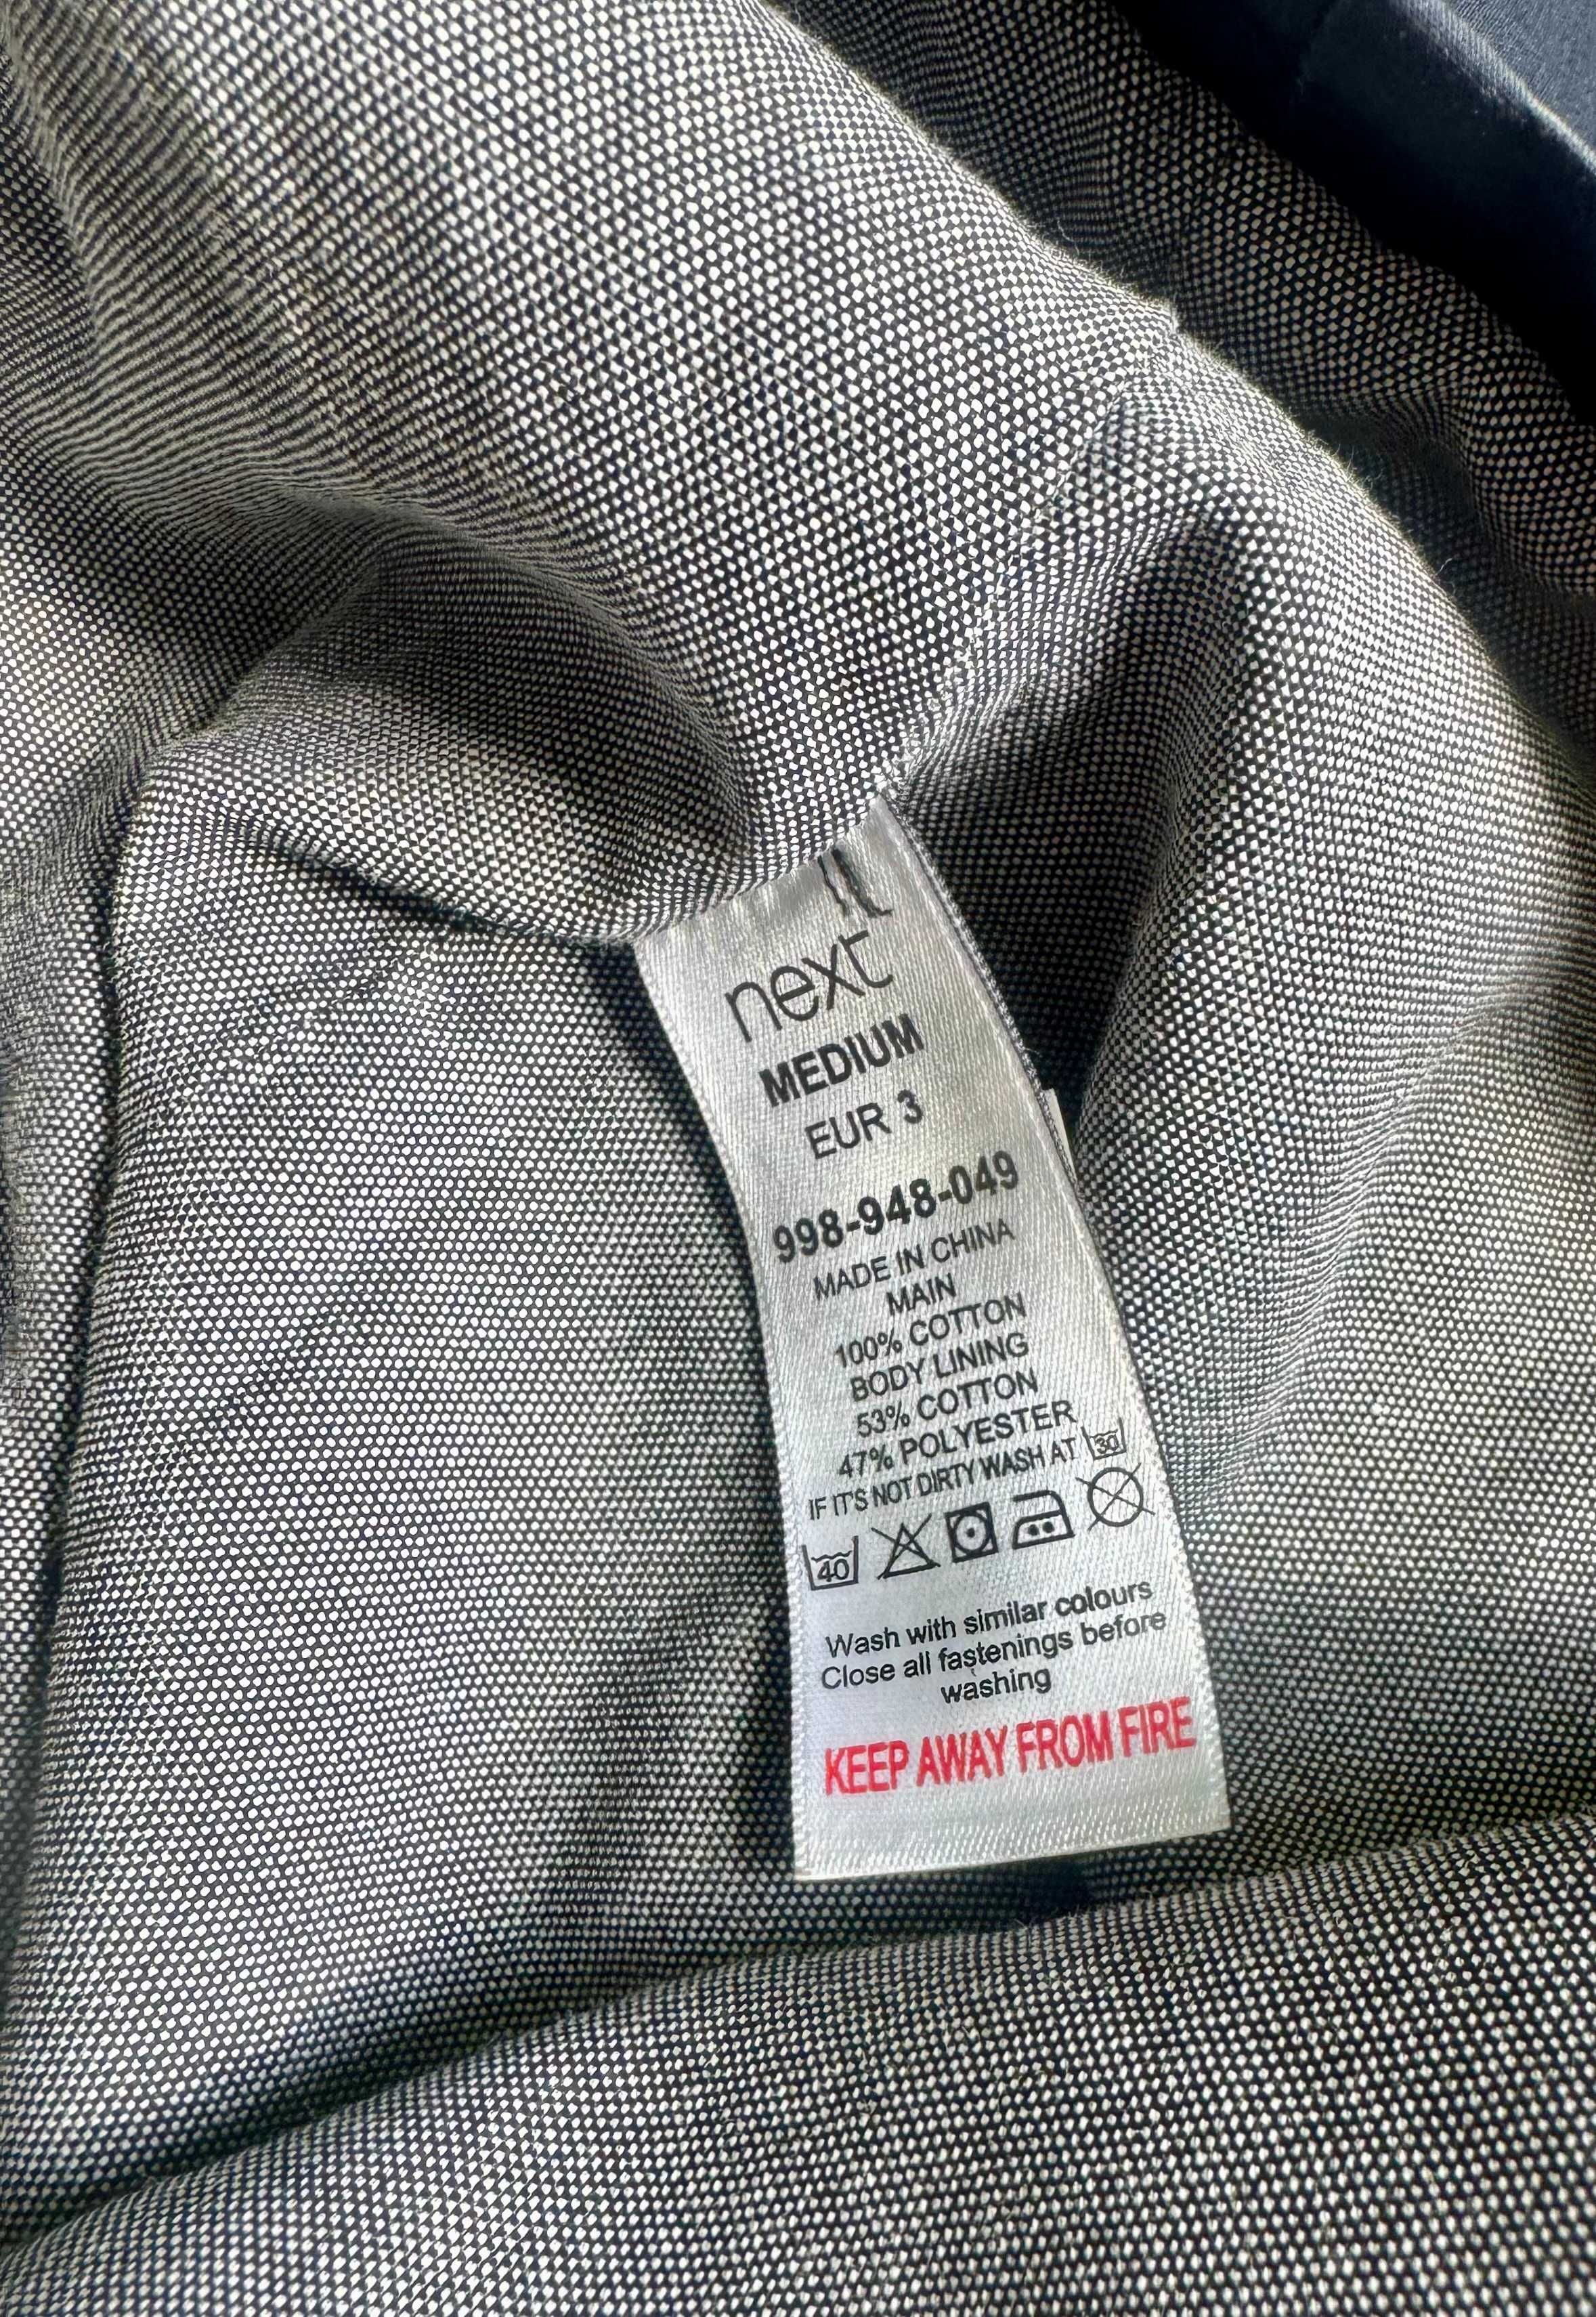 next
MEDIUM
EUR 3
998-948-049
MADE IN CHINA
MAIN
100% COTTON
BODY LINING
53% COTTON
47% POLYESTER
IF IT'S NOT DIRTY WASH AT 30
40
Wash with similar colours
Close all fastenings before
washing
KEEP AWAY FROM FIRE